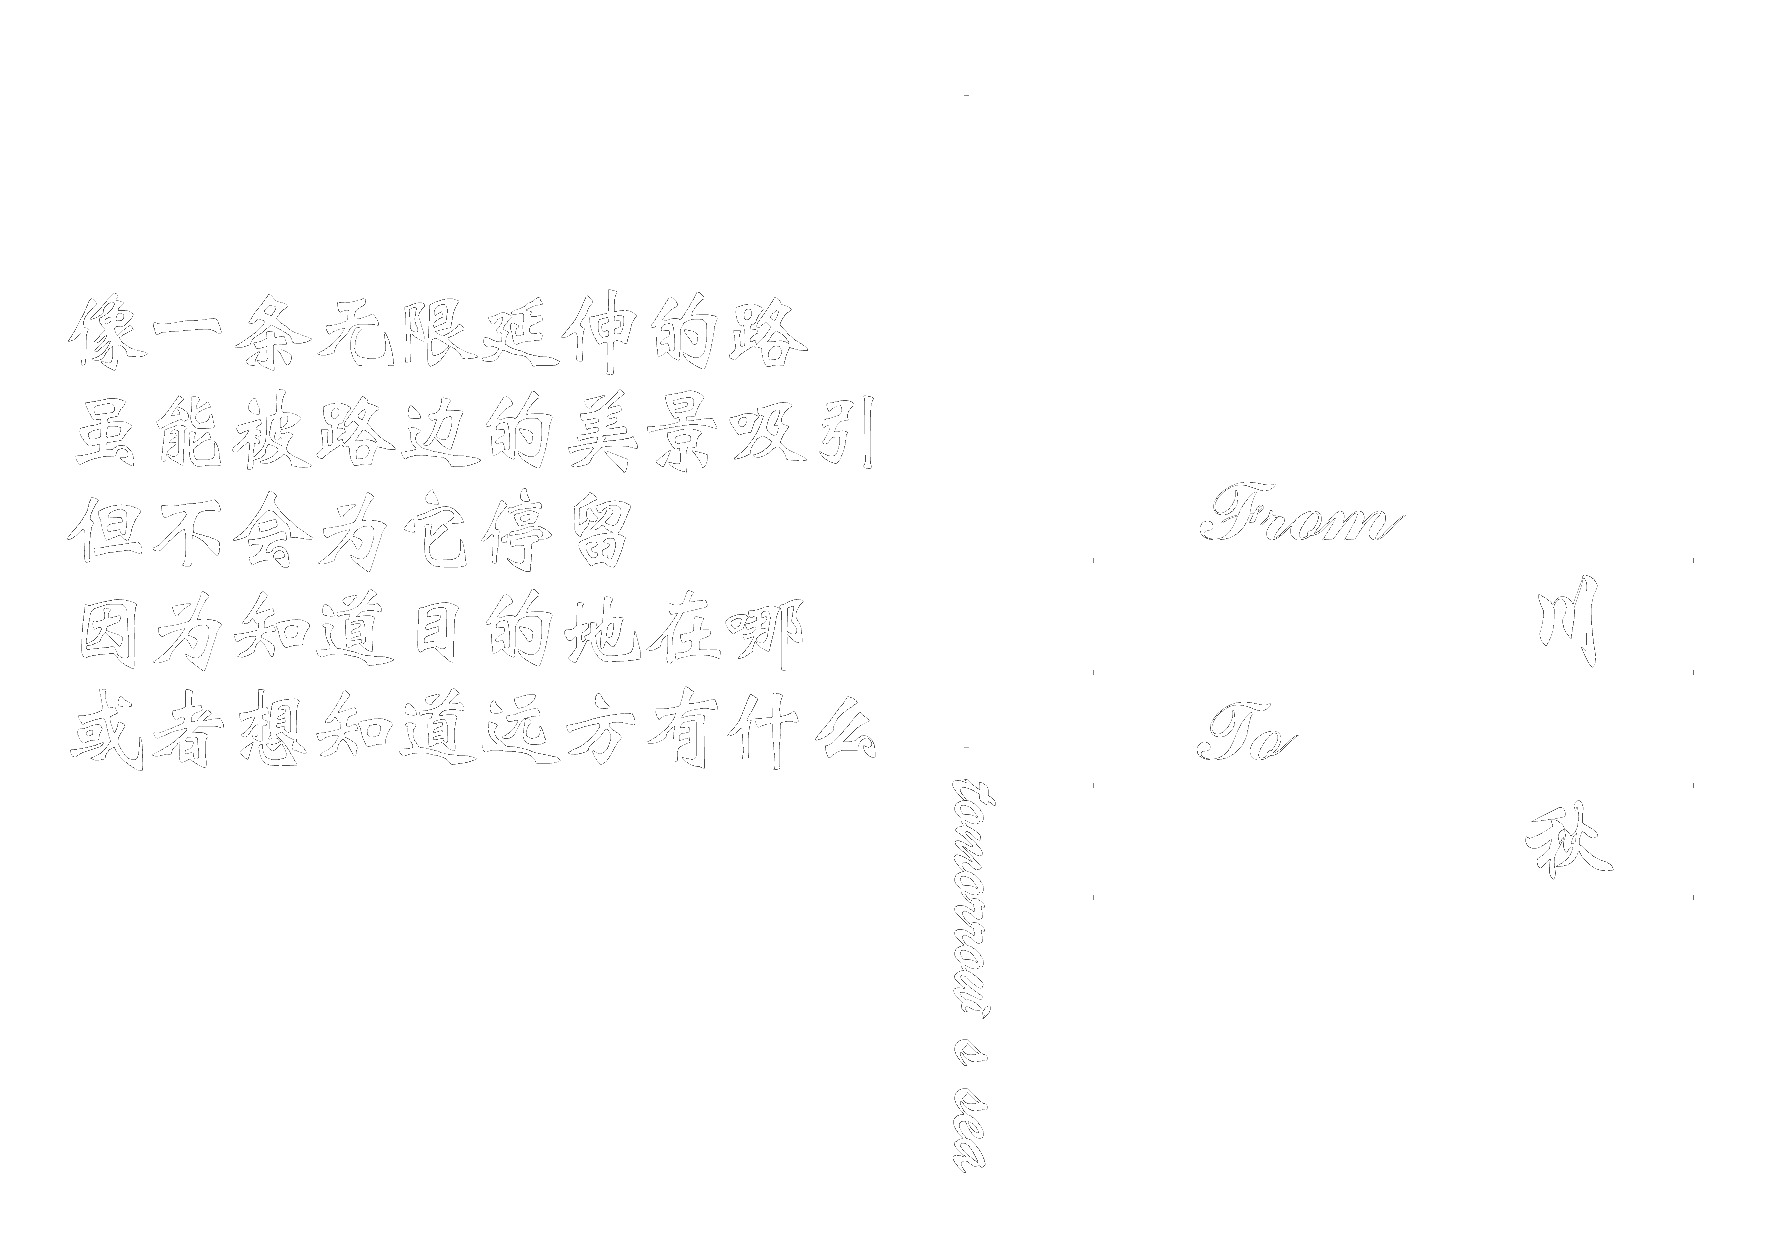 像一条无限延伸的路
虽能被路边的美景吸引
但不会为它停留
因为知道目的地在哪
或者想知道远方有什么
tomorrow's sea
From
川
To
秋